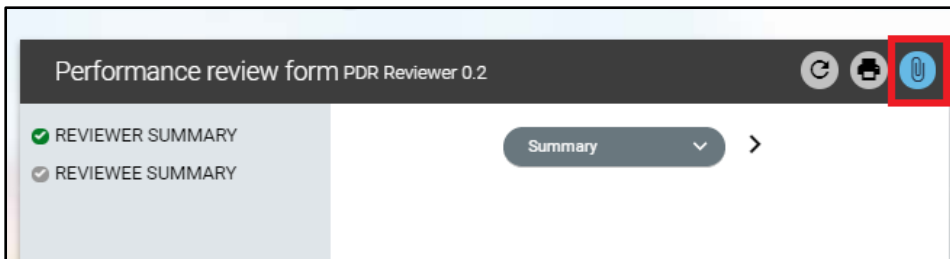 Performance review form PDR Reviewer 0.2
REVIEWER SUMMARY
Summary
REVIEWEE SUMMARY